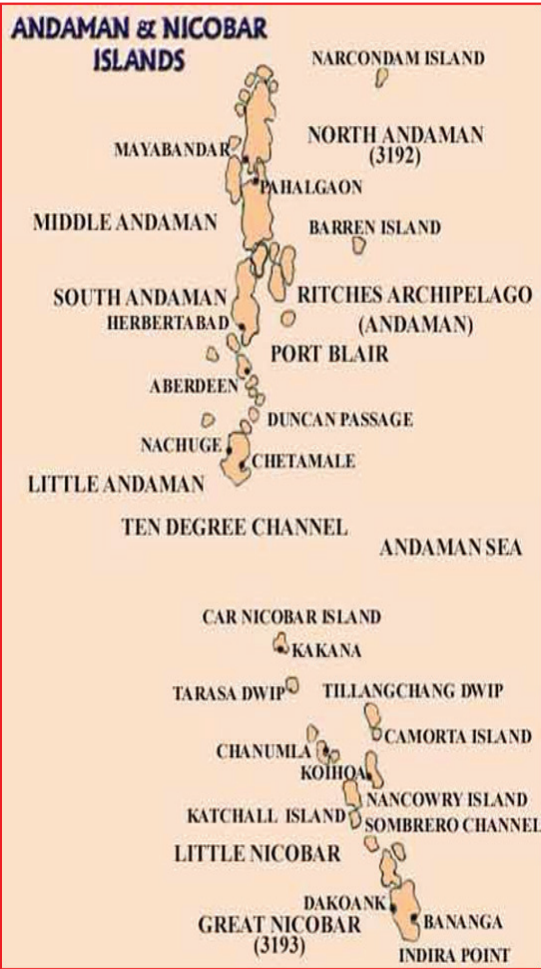 ANDAMAN & NICOBAR
ISLANDS
NARCONDAM ISLAND
NORTH ANDAMAN
(3192)
MAYABANDAR
PAHALGAON
MIDDLE ANDAMAN
BARREN ISLAND
SOUTH ANDAMAN
RITCHES ARCHIPELAGO
(ANDAMAN)
HERBERTABAD
PORT BLAIR
ABERDEEN
DUNCAN PASSAGE
NACHUGE
CHETAMALE
LITTLE ANDAMAN
TEN DEGREE CHANNEL
ANDAMAN SEA
CAR NICOBAR ISLAND
KAKANA
TARASA DWIP
TILLANGCHANG DWIP
CAMORTA ISLAND
CHANUMLA
KOIHOA
NANCOWRY ISLAND
KATCHALL ISLAND
SOMBRERO CHANNEL
LITTLE NICOBAR
DAKOANK
BANANGA
GREAT NICOBAR
(3193)
INDIRA POINT